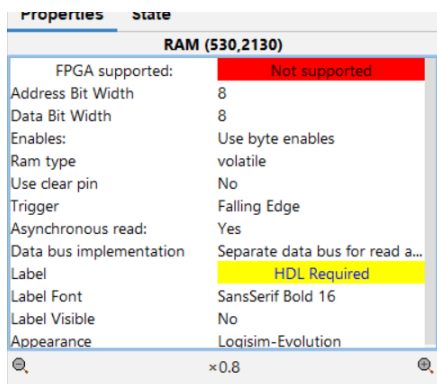 Properties State
RAM (530,2130)
FPGA supported: Not supported
Address Bit Width 8
Data Bit Width 8
Enables: Use byte enables
Ram type volatile
Use clear pin No
Trigger Falling Edge
Asynchronous read: Yes
Data bus implementation Separate data bus for read a...
Label HDL Required
Label Font SansSerif Bold 16
Label Visible No
Appearance Logisim-Evolution
×0.8